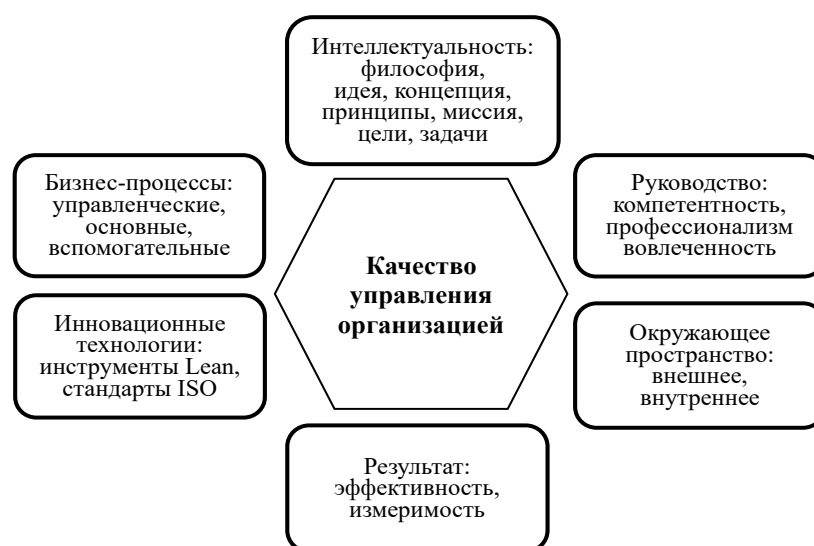 Интеллектуальность:
философия,
идея, концепция,
принципы, миссия,
цели, задачи
Бизнес-процессы:
управленческие,
основные,
вспомогательные
Руководство:
компетентность,
профессионализм
вовлеченность
Качество
управления
организацией
Инновационные
технологии:
инструменты Lean,
стандарты ISO
Окружающее
пространство:
внешнее,
внутреннее
Результат:
эффективность,
измеримость